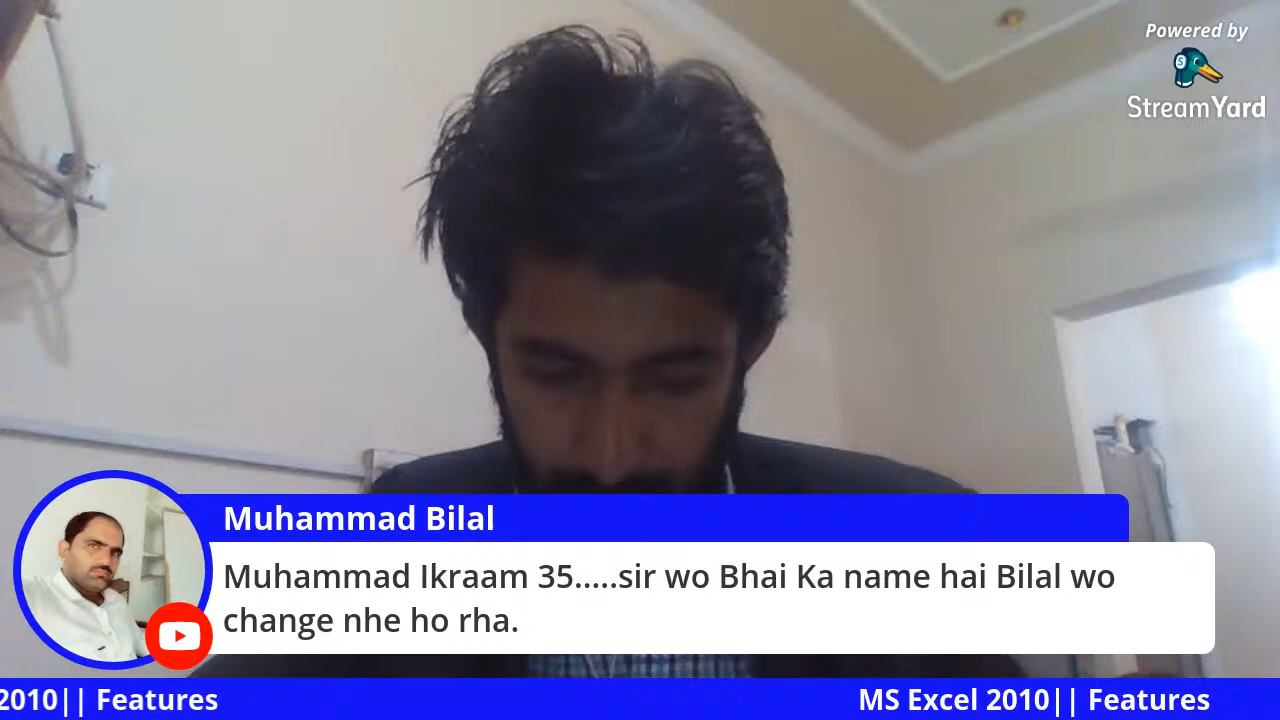 Powered by
StreamYard
Muhammad Bilal
Muhammad Ikraam 35.....sir wo Bhai Ka name hai Bilal wo
change nhe ho rha.
2010|| Features
MS Excel 2010|| Features